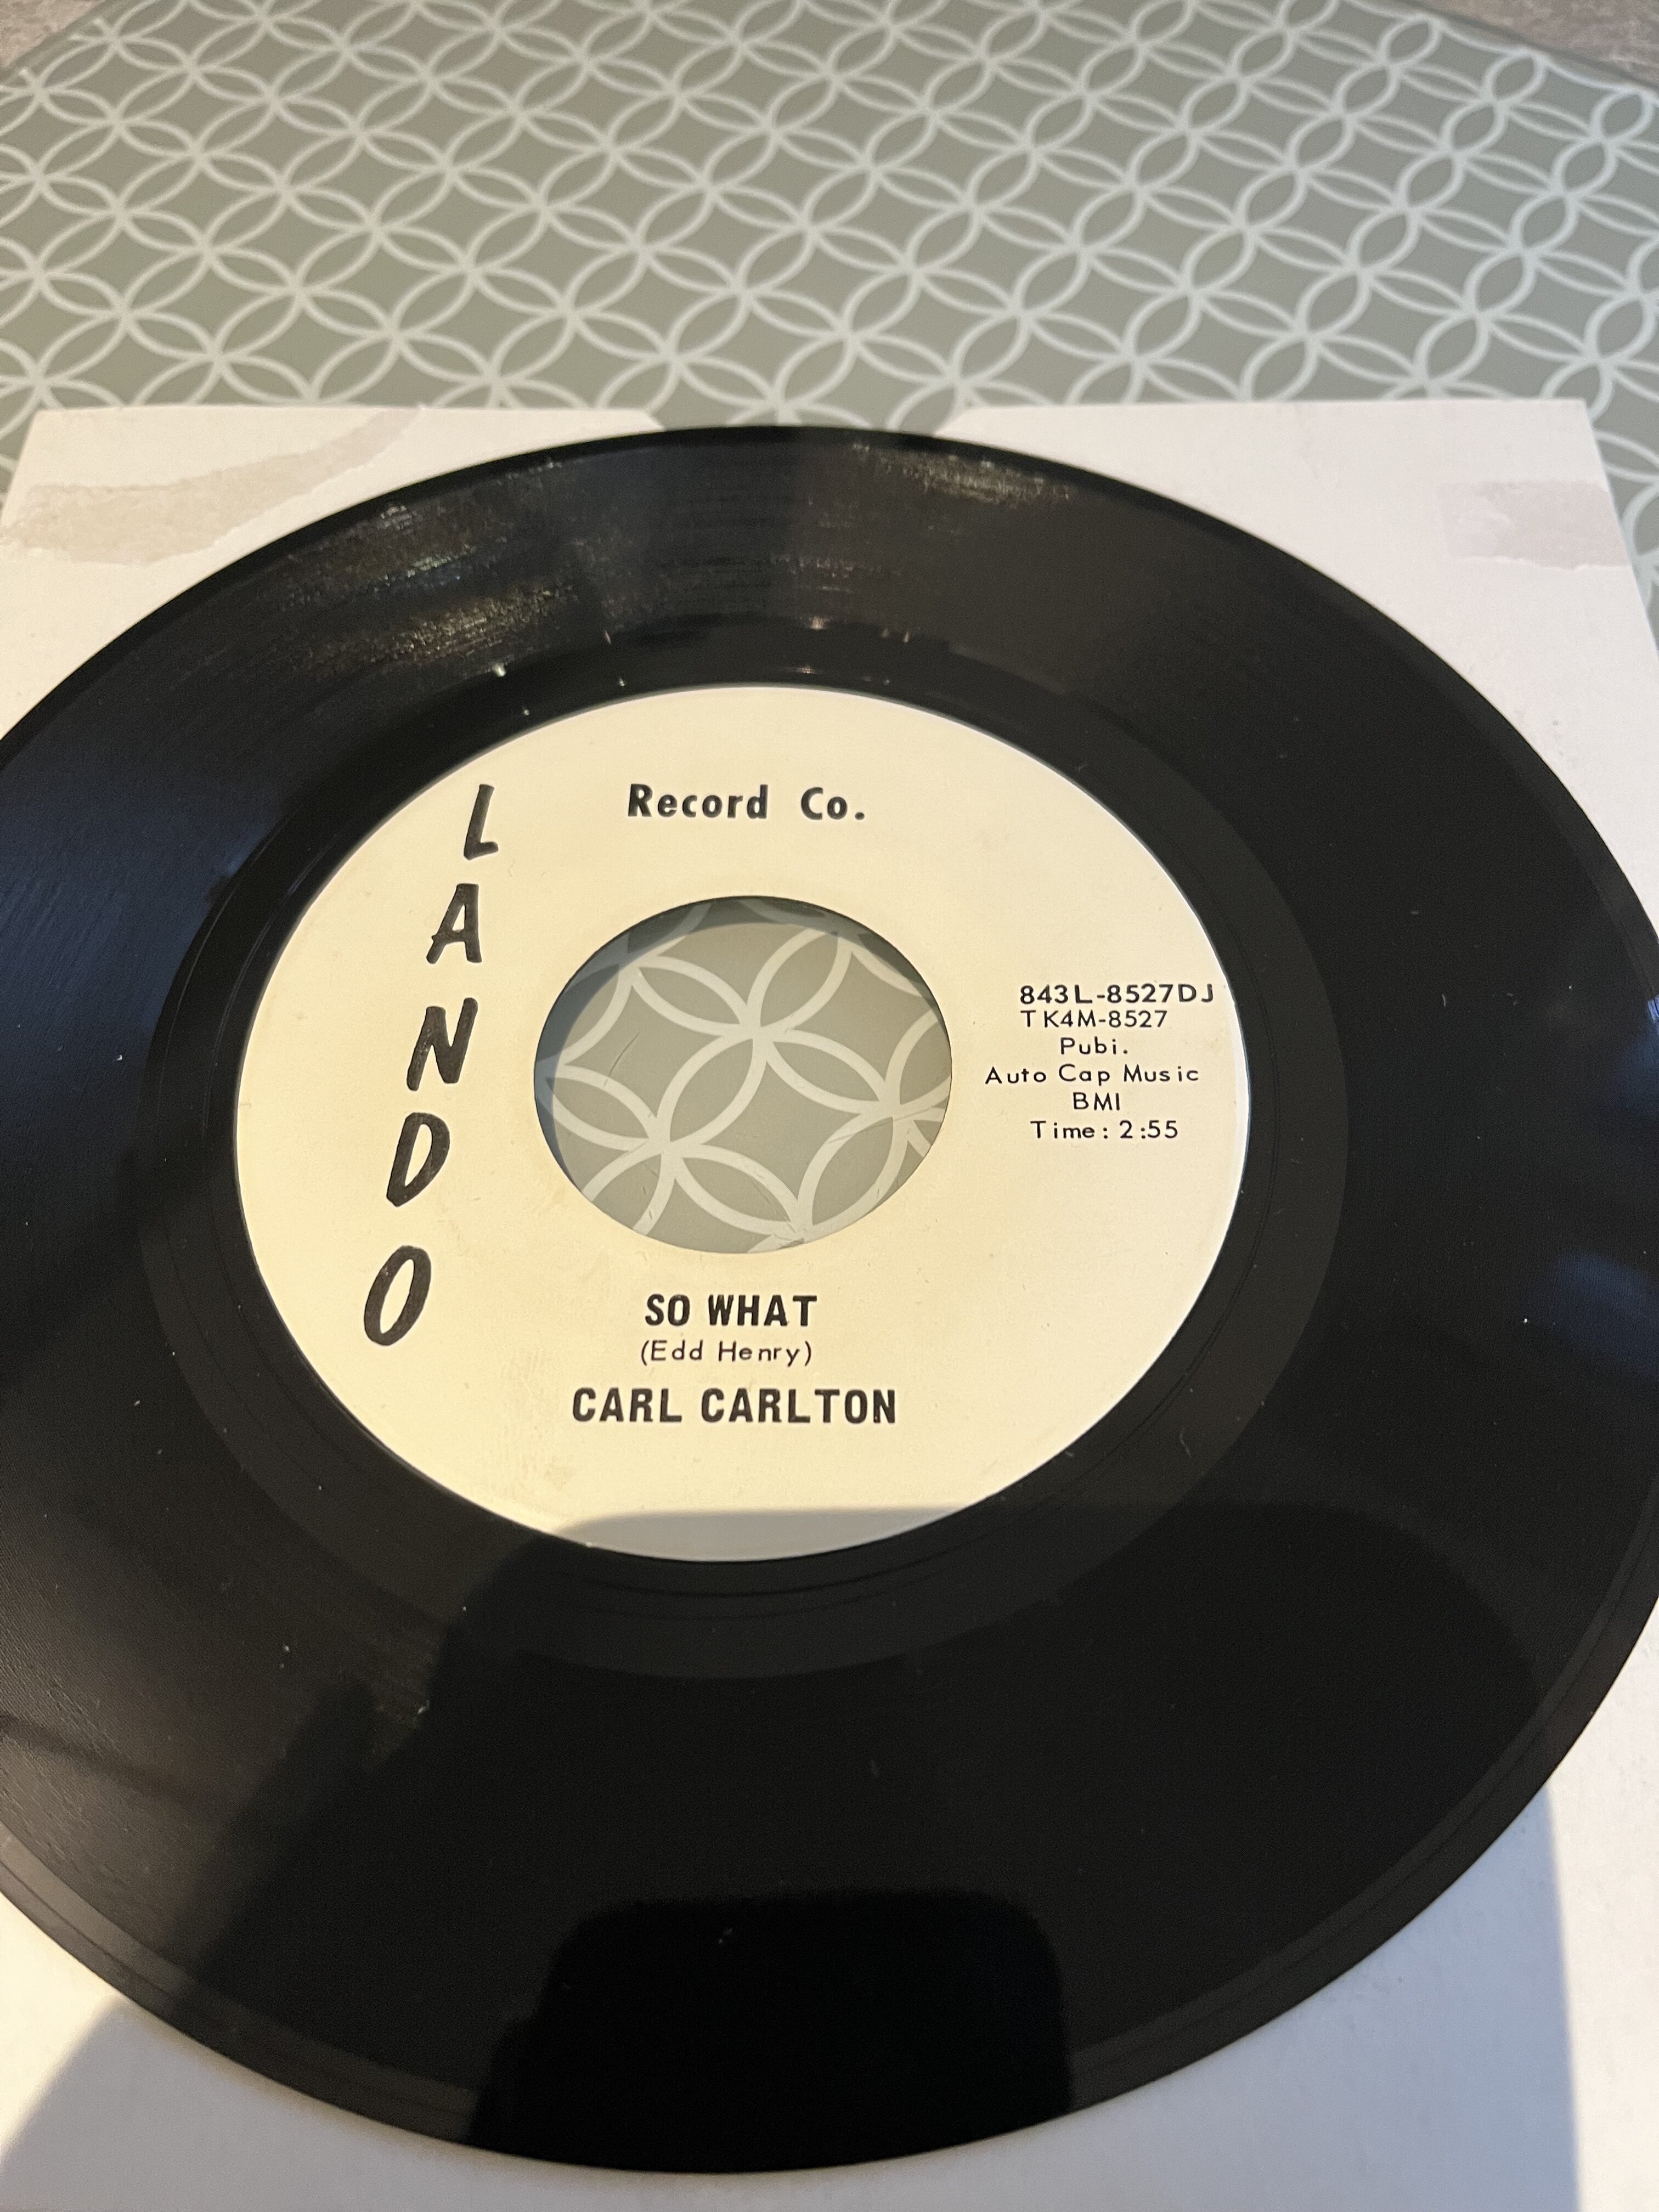 LANDO
Record Co.
843L-8527DJ
TK4M-8527
Pubi.
Auto Cap Music
BMI
Time: 2:55
SO WHAT
(Edd Henry)
CARL CARLTON